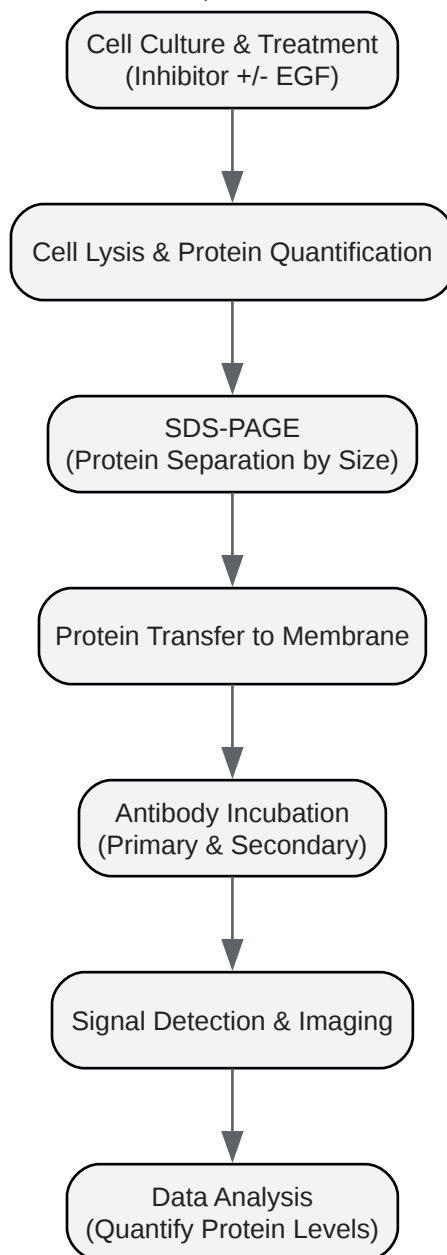 Cell Culture & Treatment
(Inhibitor +/- EGF)
Cell Lysis & Protein Quantification
SDS-PAGE
(Protein Separation by Size)
Protein Transfer to Membrane
Antibody Incubation
(Primary & Secondary)
Signal Detection & Imaging
Data Analysis
(Quantify Protein Levels)